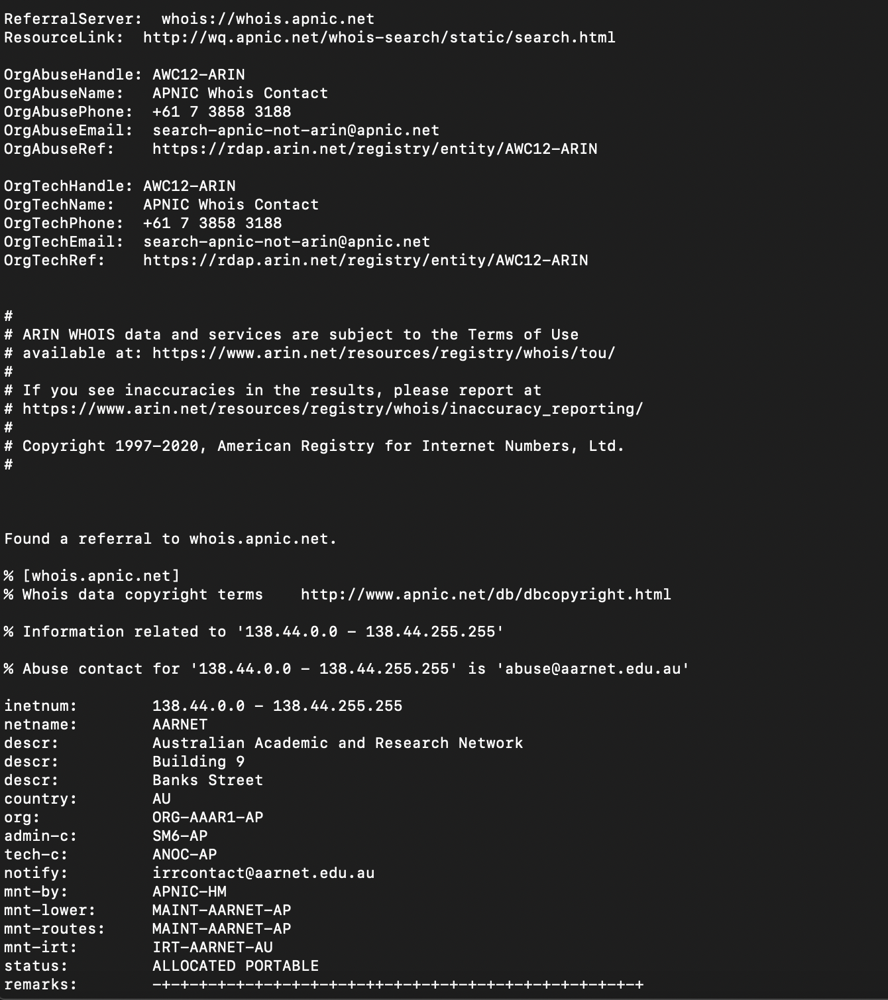 ReferralServer:  whois://whois.apnic.net
ResourceLink:  http://wq.apnic.net/whois-search/static/search.html
OrgAbuseHandle: AWC12-ARIN
OrgAbuseName:   APNIC Whois Contact
OrgAbusePhone:  +61 7 3858 3188
OrgAbuseEmail:  search-apnic-not-arin@apnic.net
OrgAbuseRef:    https://rdap.arin.net/registry/entity/AWC12-ARIN
OrgTechHandle: AWC12-ARIN
OrgTechName:   APNIC Whois Contact
OrgTechPhone:  +61 7 3858 3188
OrgTechEmail:  search-apnic-not-arin@apnic.net
OrgTechRef:    https://rdap.arin.net/registry/entity/AWC12-ARIN
#
# ARIN WHOIS data and services are subject to the Terms of Use
# available at: https://www.arin.net/resources/registry/whois/tou/
#
# If you see inaccuracies in the results, please report at
# https://www.arin.net/resources/registry/whois/inaccuracy_reporting/
#
# Copyright 1997-2020, American Registry for Internet Numbers, Ltd.
#
Found a referral to whois.apnic.net.
% [whois.apnic.net]
% Whois data copyright terms    http://www.apnic.net/db/dbcopyright.html
% Information related to '138.44.0.0 - 138.44.255.255'
% Abuse contact for '138.44.0.0 - 138.44.255.255' is 'abuse@aarnet.edu.au'
inetnum:        138.44.0.0 - 138.44.255.255
netname:        AARNET
descr:          Australian Academic and Research Network
descr:          Building 9
descr:          Banks Street
country:        AU
org:            ORG-AAAR1-AP
admin-c:        SM6-AP
tech-c:         ANOC-AP
notify:         irrcontact@aarnet.edu.au
mnt-by:         APNIC-HM
mnt-lower:      MAINT-AARNET-AP
mnt-routes:     MAINT-AARNET-AP
mnt-irt:        IRT-AARNET-AU
status:         ALLOCATED PORTABLE
remarks:        -+-+-+-+-+-+-+-+-+-+-+-++-+-+-+-+-+-+-+-+-+-+-+-+-+-+